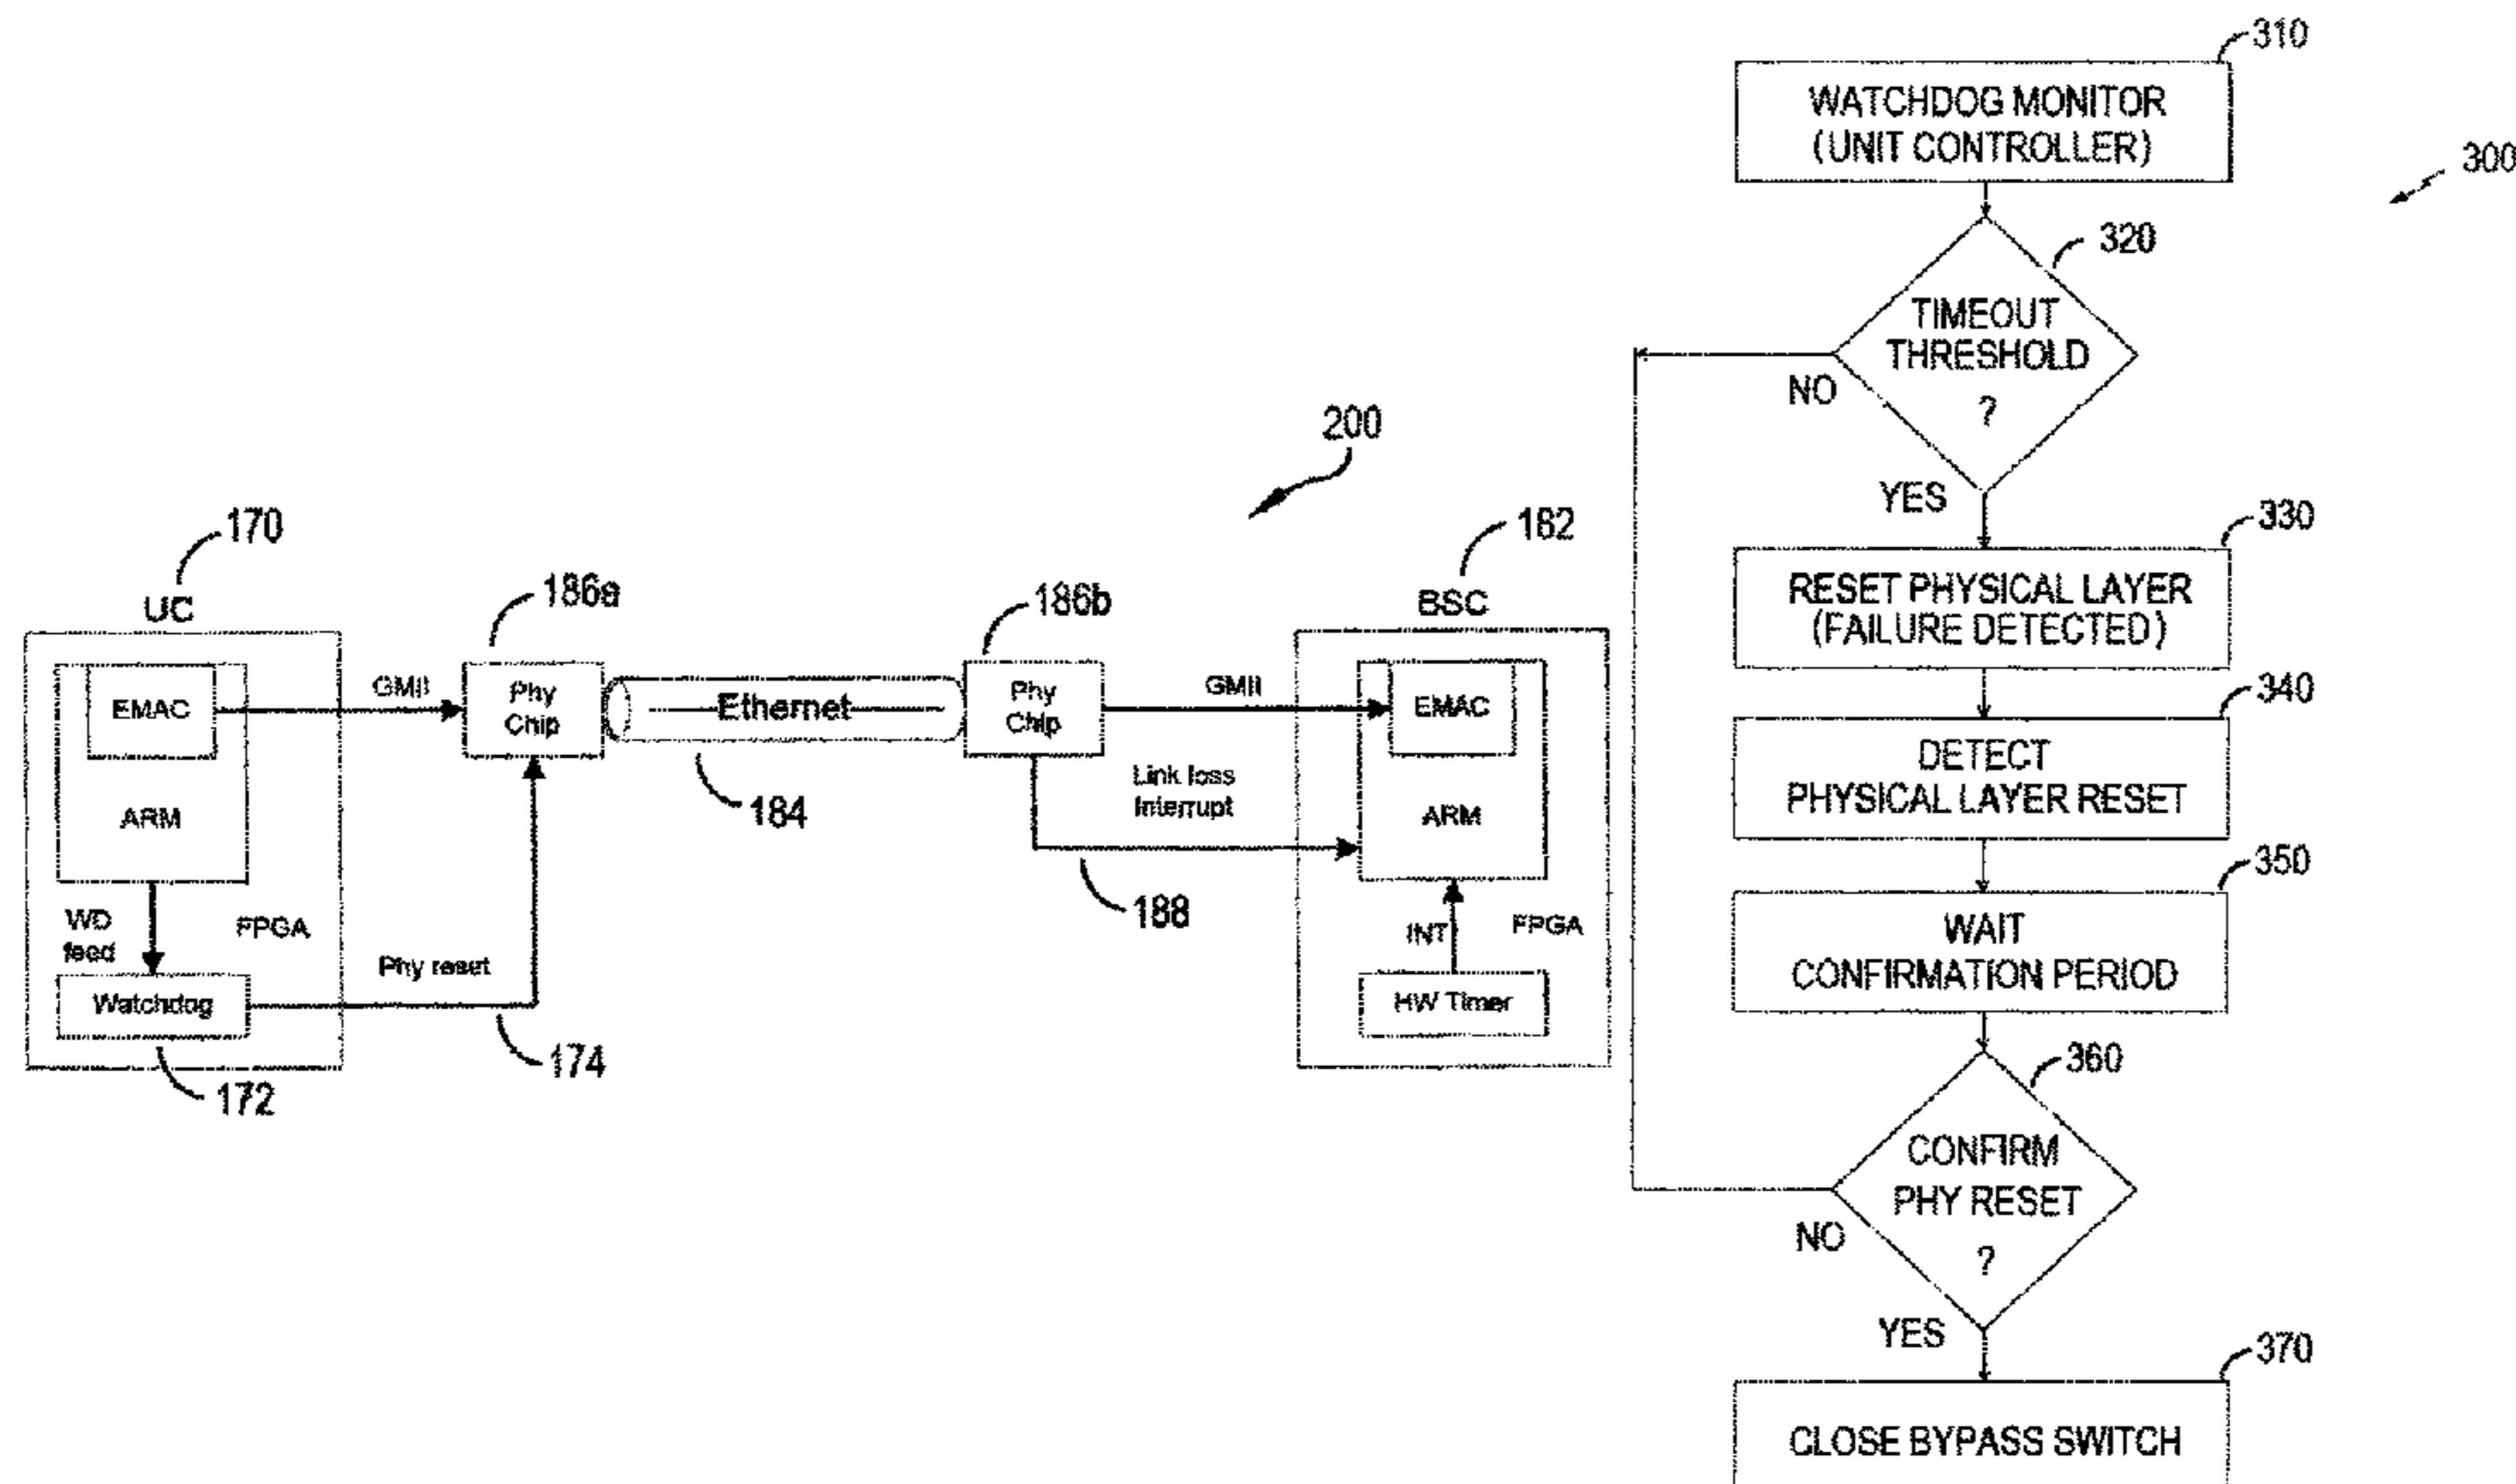 200
170
UC
EMAC
ARM
WD
feed
FPGA
Watchdog
172
GMII
Phy reset
174
186a
Phy
Chip
Ethernet
184
186b
Phy
Chip
GMII
Link loss
Interrupt
188
182
BSC
EMAC
ARM
INT
FPGA
HW Timer
300
310
WATCHDOG MONITOR
(UNIT CONTROLLER)
320
TIMEOUT
THRESHOLD
?
NO
YES
330
RESET PHYSICAL LAYER
(FAILURE DETECTED)
340
DETECT
PHYSICAL LAYER RESET
350
WAIT
CONFIRMATION PERIOD
360
CONFIRM
PHY RESET
?
NO
YES
370
CLOSE BYPASS SWITCH